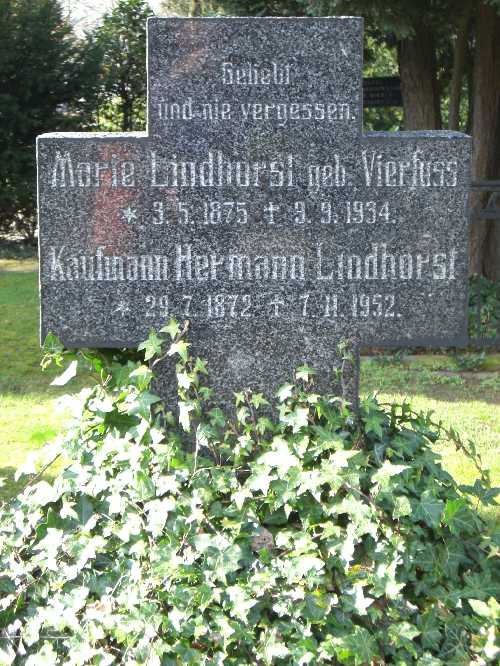 Geliebt
und nie vergessen.
Marie Lindhorst geb. Vierfuss
* 3.5.1875 † 3.9.1934.
Kaufmann Hermann Lindhorst
* 29.7.1872 † 7.11.1952.